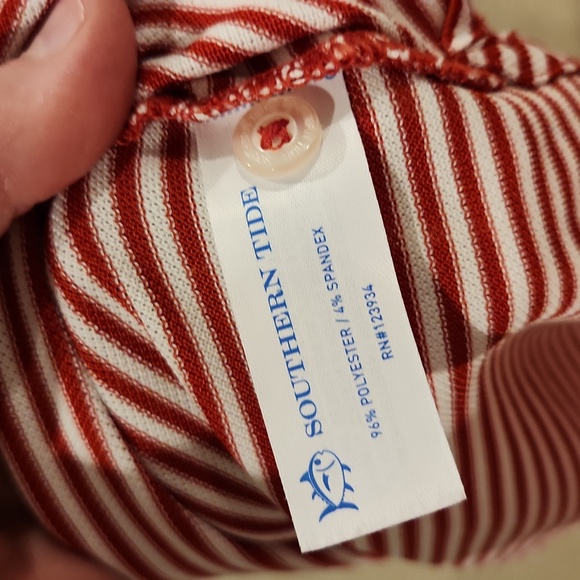 SOUTHERN TIDE
96% POLYESTER / 4% SPANDEX
RN#123934